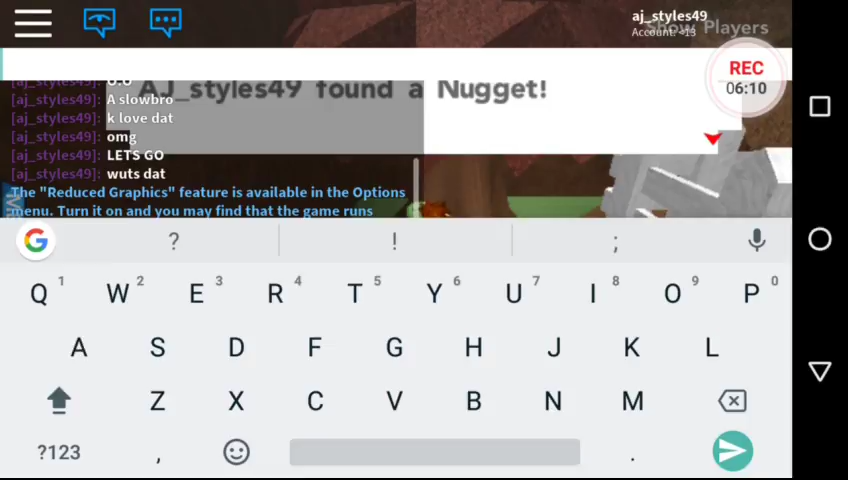 aj_styles49
Account: <13
Show Players
REC
06:10
AJ_styles49 found a Nugget!
[aj_styles49]: O.O
[aj_styles49]: A slowbro
[aj_styles49]: k love dat
[aj_styles49]: omg
[aj_styles49]: LETS GO
[aj_styles49]: wuts dat
The "Reduced Graphics" feature is available in the Options
menu. Turn it on and you may find that the game runs
G ? ! ;
Q 1 W 2 E 3 R 4 T 5 Y 6 U 7 I 8 O 9 P 0
A S D F G H J K L
Z X C V B N M
?123 , .